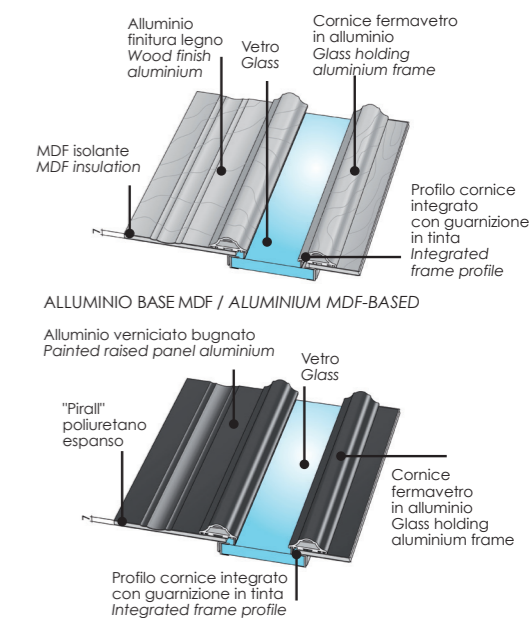 Alluminio
finitura legno
Wood finish
aluminium
Vetro
Glass
Cornice fermavetro
in alluminio
Glass holding
aluminium frame
MDF isolante
MDF insulation
Profilo cornice
integrato
con guarnizione
in tinta
Integrated
frame profile
7
ALLUMINIO BASE MDF / ALUMINIUM MDF-BASED
Alluminio verniciato bugnato
Painted raised panel aluminium
Vetro
Glass
"Pirall"
poliuretano
espanso
Cornice
fermavetro
in alluminio
Glass holding
aluminium frame
7
Profilo cornice integrato
con guarnizione in tinta
Integrated frame profile